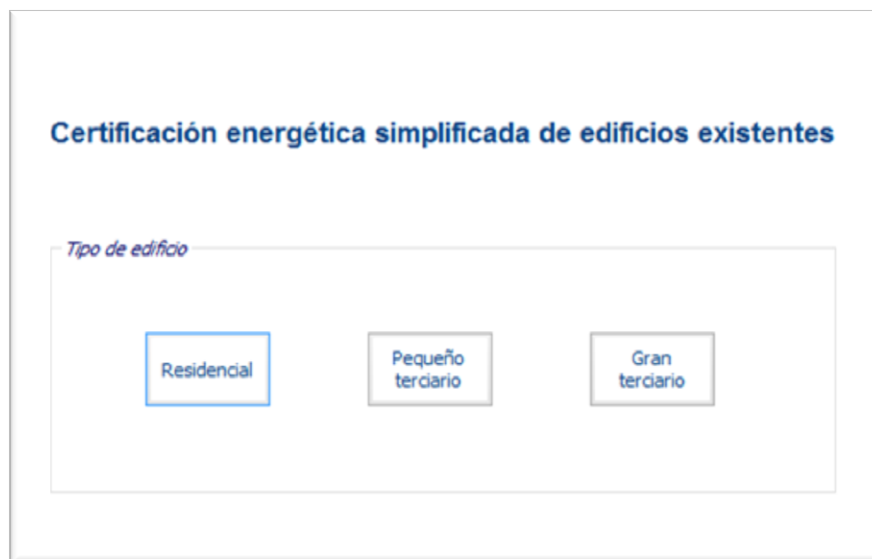 Certificación energética simplificada de edificios existentes
Tipo de edificio
Residencial
Pequeño
terciario
Gran
terciario